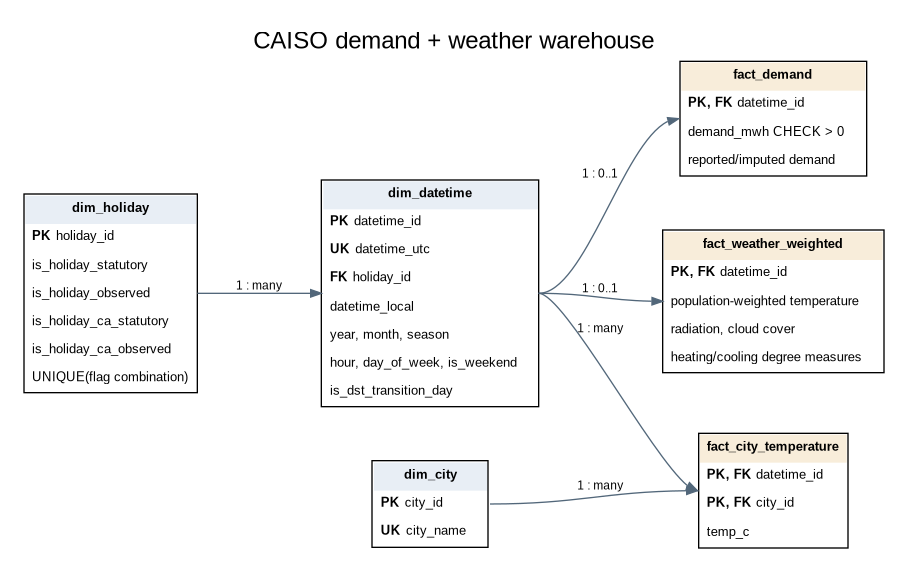 CAISO demand + weather warehouse
dim_holiday
PK holiday_id
is_holiday_statutory
is_holiday_observed
is_holiday_ca_statutory
is_holiday_ca_observed
UNIQUE(flag combination)
1 : many
dim_datetime
PK datetime_id
UK datetime_utc
FK holiday_id
datetime_local
year, month, season
hour, day_of_week, is_weekend
is_dst_transition_day
dim_city
PK city_id
UK city_name
1 : 0..1
1 : 0..1
1 : many
1 : many
fact_demand
PK, FK datetime_id
demand_mwh CHECK > 0
reported/imputed demand
fact_weather_weighted
PK, FK datetime_id
population-weighted temperature
radiation, cloud cover
heating/cooling degree measures
fact_city_temperature
PK, FK datetime_id
PK, FK city_id
temp_c